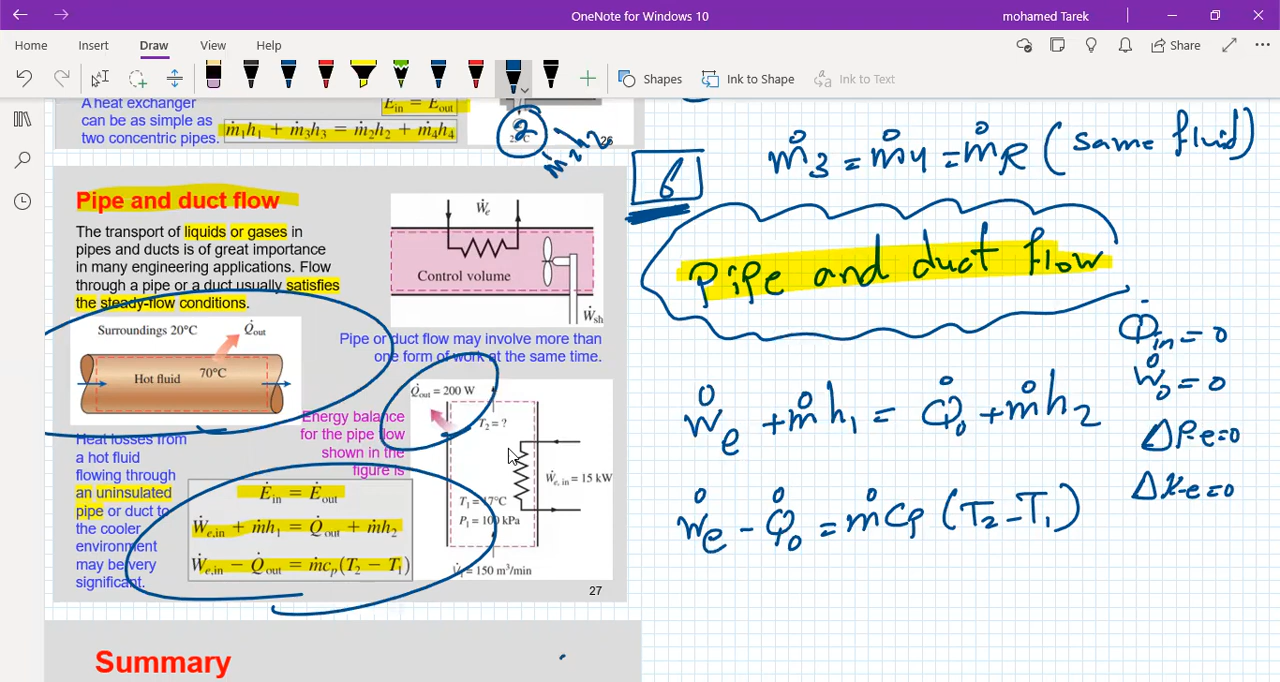 OneNote for Windows 10
mohamed Tarek
Home
Insert
Draw
View
Help
Share
Shapes
Ink to Shape
Ink to Text
A heat exchanger
can be as simple as
two concentric pipes.
Ėin = Ėout
ṁ1h1 + ṁ3h3 = ṁ2h2 + ṁ4h4
2
ṁ2h2
26
Pipe and duct flow
The transport of liquids or gases in
pipes and ducts is of great importance
in many engineering applications. Flow
through a pipe or a duct usually satisfies
the steady-flow conditions.
Surroundings 20°C
Q̇out
70°C
Hot fluid
Heat losses from
a hot fluid
flowing through
an uninsulated
pipe or duct to
the cooler
environment
may be very
significant.
Ẇe
Control volume
Ẇsh
Pipe or duct flow may involve more than
one form of work at the same time.
Energy balance
for the pipe flow
shown in the
figure is
Ėin = Ėout
Ẇe,in + ṁh1 = Q̇out + ṁh2
Ẇe,in − Q̇out = ṁcp(T2 − T1)
Q̇out = 200 W
T2 = ?
Ẇe, in = 15 kW
T1 = 17°C
P1 = 100 kPa
V̇1 = 150 m³/min
27
Summary
6
ṁ3 = ṁ4 = ṁR (same fluid)
Pipe and duct flow
Q̇in = 0
Ẇo = 0
ΔP-e=0
ΔK-e=0
Ẇe + ṁh1 = Q̇o + ṁh2
Ẇe − Q̇o = ṁCp (T2 − T1)